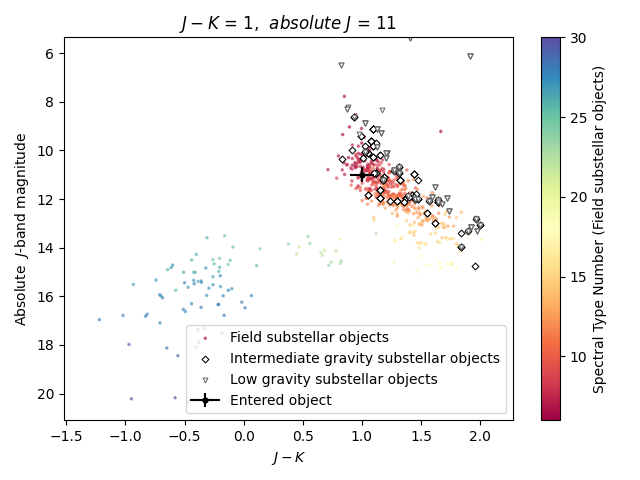 J − K = 1, absolute J = 11
6
8
10
12
14
16
18
20
Absolute J-band magnitude
−1.5 −1.0 −0.5 0.0 0.5 1.0 1.5 2.0
J − K
Field substellar objects
Intermediate gravity substellar objects
Low gravity substellar objects
Entered object
30
25
20
15
10
Spectral Type Number (Field substellar objects)